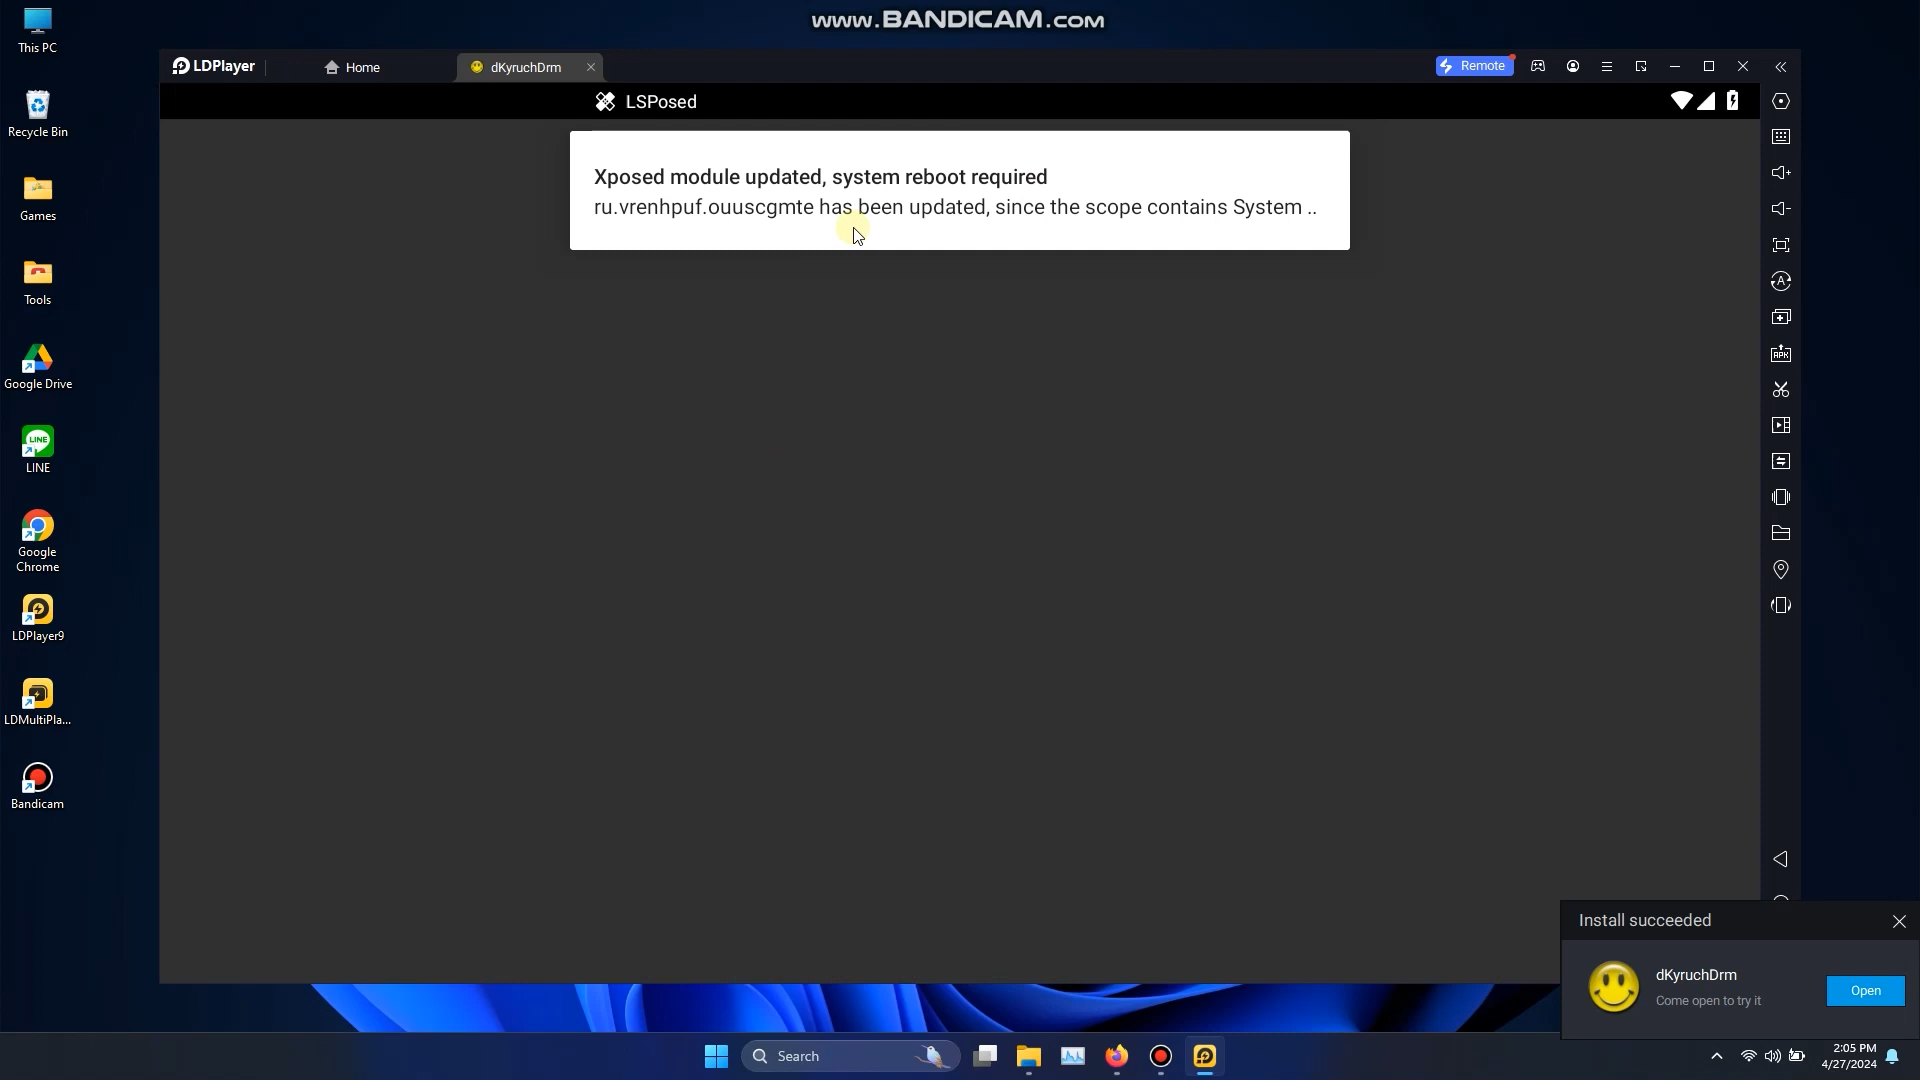 www.BANDICAM.com
This PC
Recycle Bin
Games
Tools
Google Drive
LINE
Google
Chrome
LDPlayer9
LDMultiPla...
Bandicam
LDPlayer
Home
dKyruchDrm
Remote
LSPosed
Xposed module updated, system reboot required
ru.vrenhpuf.ouuscgmte has been updated, since the scope contains System ..
A
APK
Install succeeded
dKyruchDrm
Come open to try it
Open
Search
2:05 PM
4/27/2024